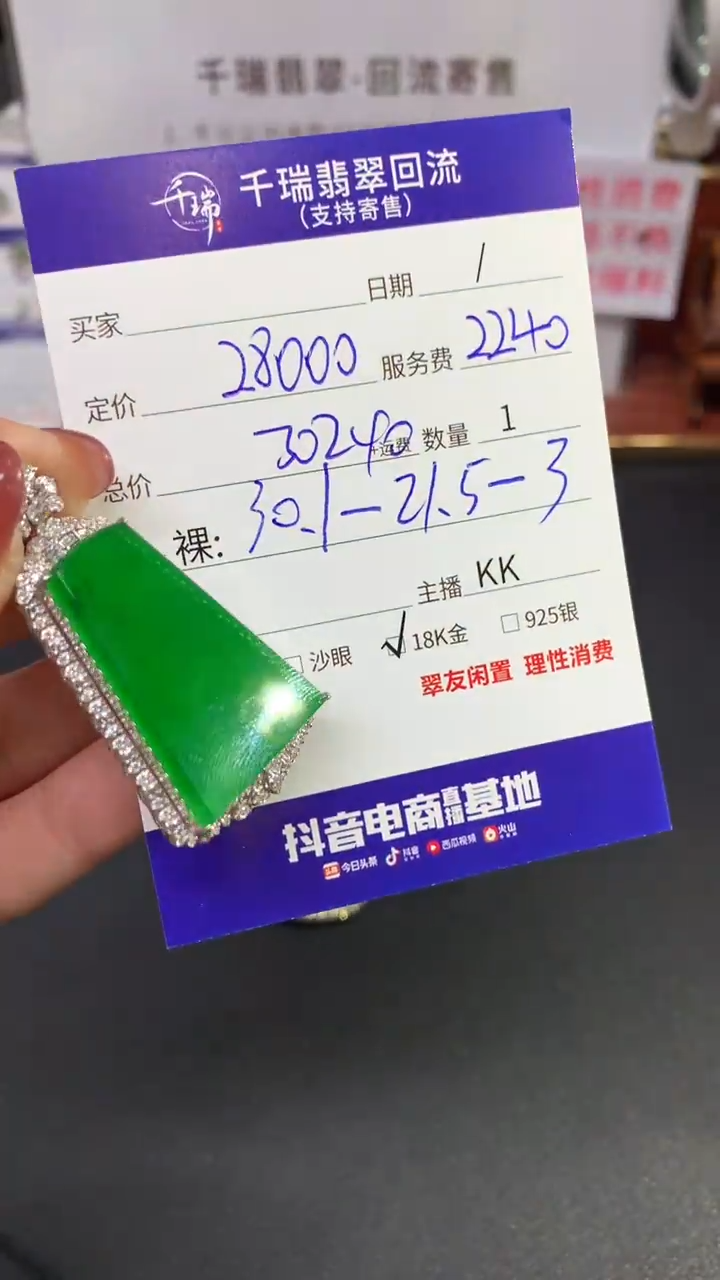 千瑞翡翠·回流寄售
千瑞 千瑞翡翠回流
(支持寄售)
买家 日期 /
定价 28000 服务费 2240
总价 30240 +运费 数量 1
裸: 30.1-21.5-3
主播 KK
沙眼 ✓ 18K金 925银
翠友闲置 理性消费
抖音电商直播基地
头条 今日头条 抖音 西瓜视频 火山